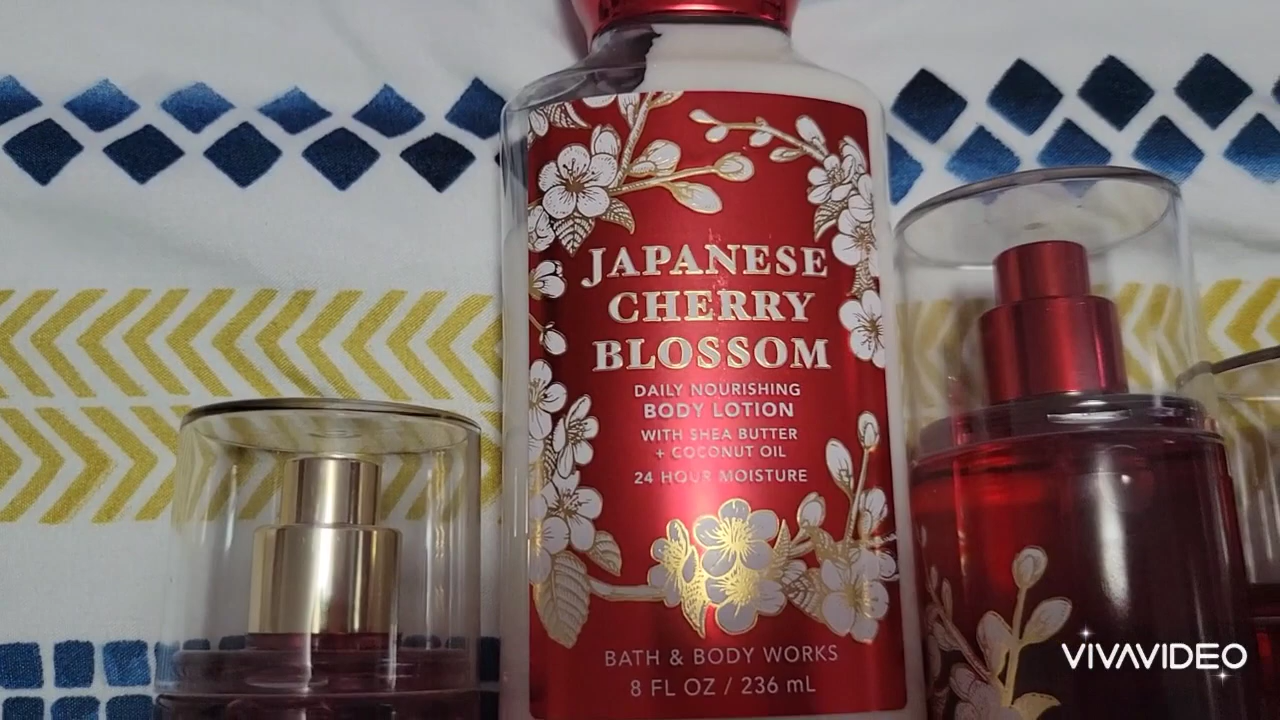 JAPANESE
CHERRY
BLOSSOM
DAILY NOURISHING
BODY LOTION
WITH SHEA BUTTER
+ COCONUT OIL
24 HOUR MOISTURE
BATH & BODY WORKS
8 FL OZ / 236 mL
VIVAVIDEO